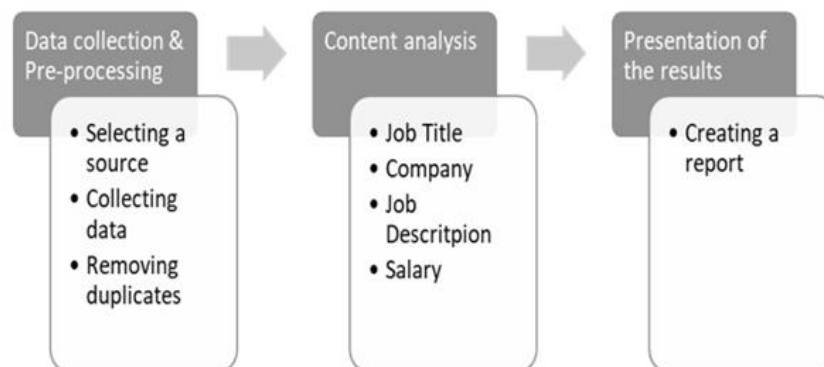 Data collection &
Pre-processing
• Selecting a
source
• Collecting
data
• Removing
duplicates
Content analysis
• Job Title
• Company
• Job
Descritpion
• Salary
Presentation of
the results
• Creating a
report